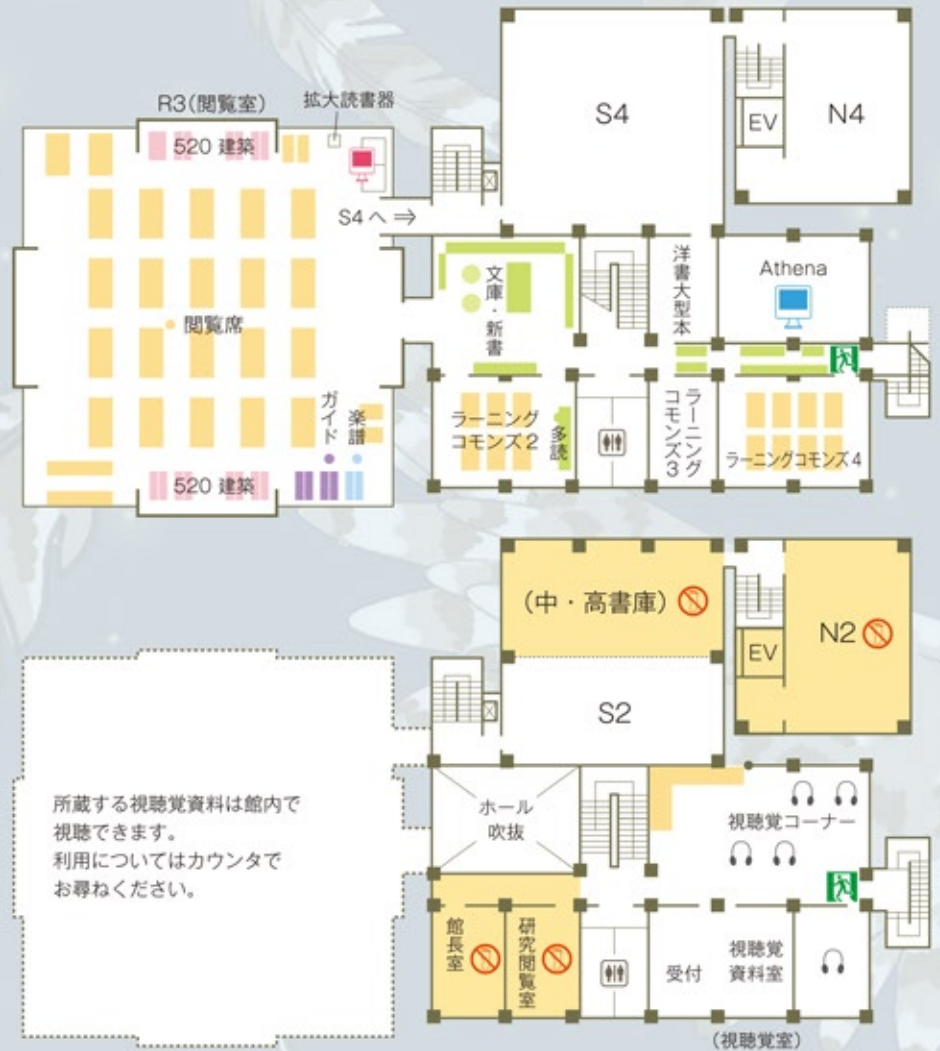 R3(閲覧室)
拡大読書器
520 建築
S4 へ ⇒
閲覧席
ガイド
楽譜
520 建築
S4
EV
N4
文庫・新書
洋書大型本
Athena
ラーニング
コモンズ2
多読
ラーニング
コモンズ3
ラーニングコモンズ4
(中・高書庫)
N2
EV
S2
ホール
吹抜
視聴覚コーナー
所蔵する視聴覚資料は館内で
視聴できます。
利用についてはカウンタで
お尋ねください。
館長室
研究閲覧室
受付
視聴覚
資料室
(視聴覚室)